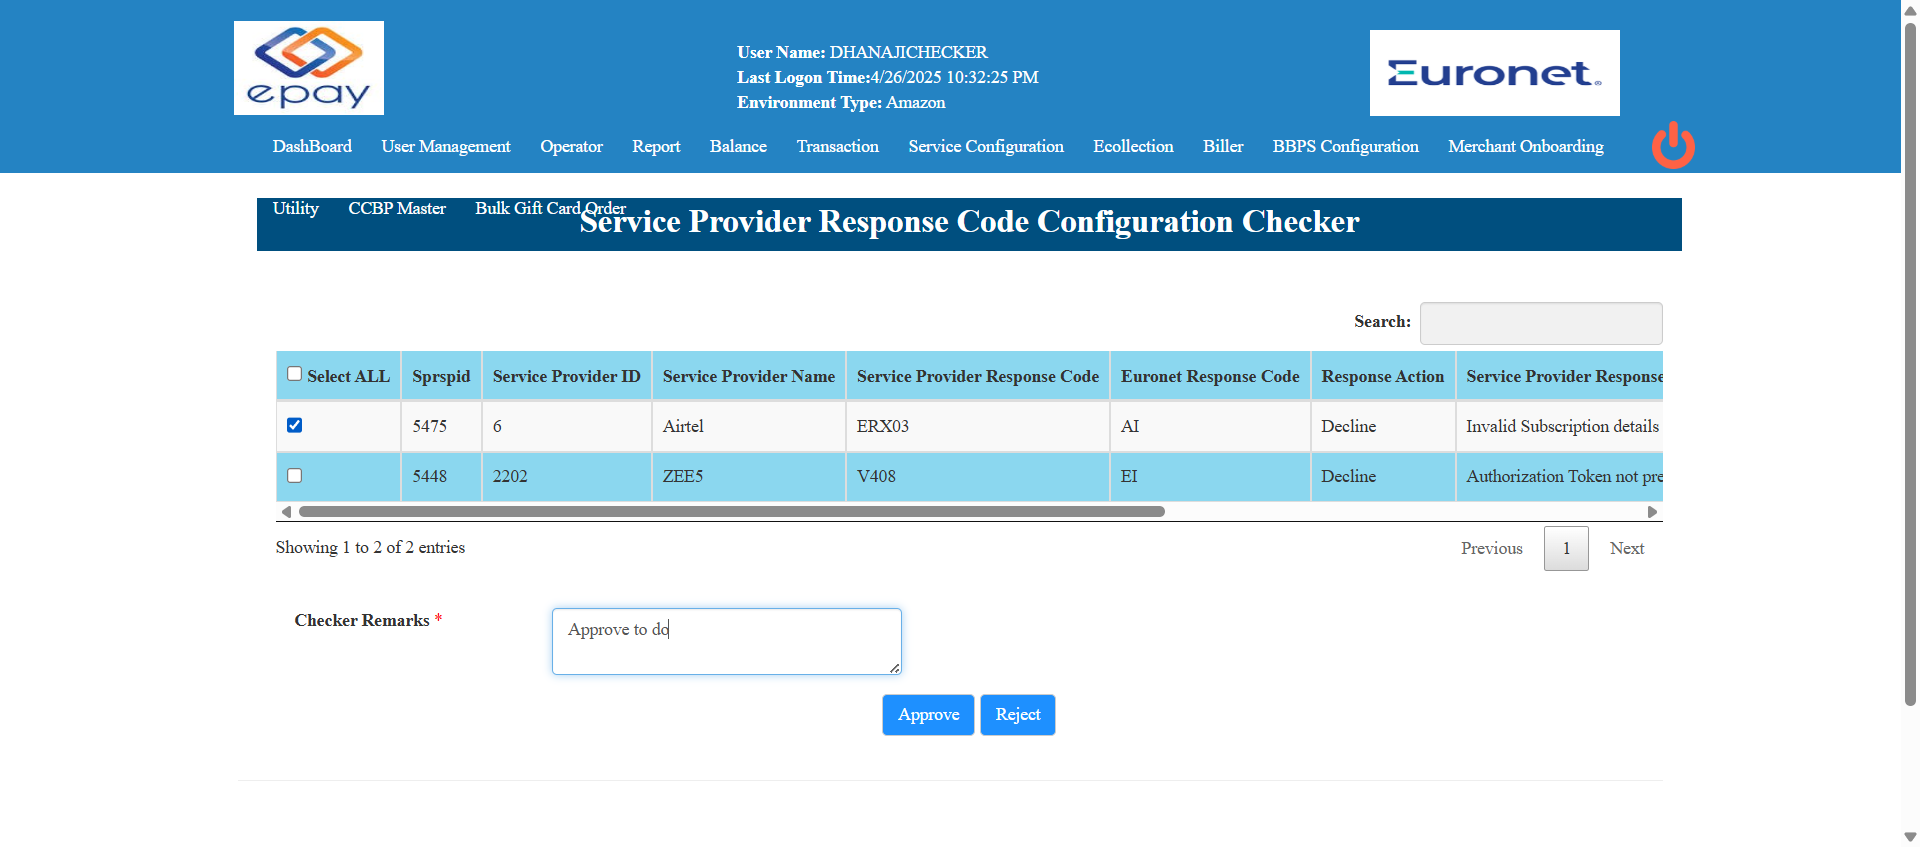 epay
User Name: DHANAJICHECKER
Last Logon Time:4/26/2025 10:32:25 PM
Environment Type: Amazon
Euronet
DashBoard User Management Operator Report Balance Transaction Service Configuration Ecollection Biller BBPS Configuration Merchant Onboarding
Utility CCBP Master Bulk Gift Card Order
Service Provider Response Code Configuration Checker
Search:
Select ALL Sprspid Service Provider ID Service Provider Name Service Provider Response Code Euronet Response Code Response Action Service Provider Response
5475 6 Airtel ERX03 AI Decline Invalid Subscription details
5448 2202 ZEE5 V408 EI Decline Authorization Token not pre
Showing 1 to 2 of 2 entries
Previous 1 Next
Checker Remarks *
Approve to do
Approve Reject